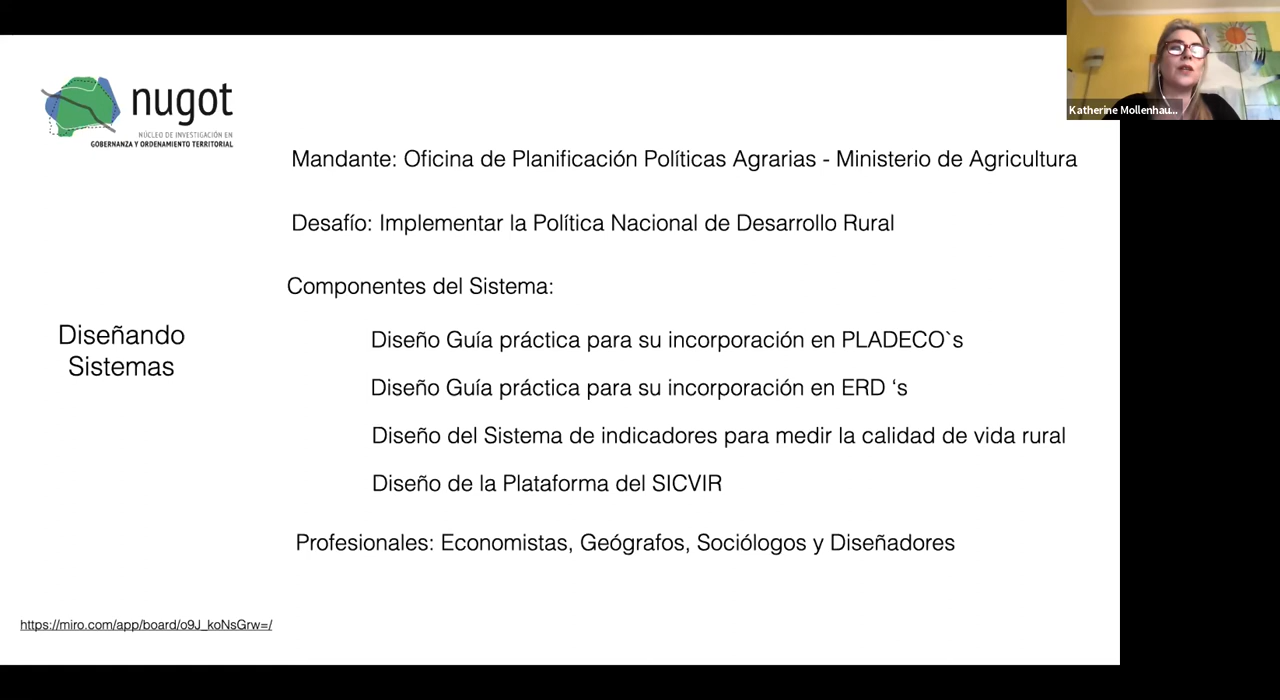 nugot
NÚCLEO DE INVESTIGACIÓN EN
GOBERNANZA Y ORDENAMIENTO TERRITORIAL
Katherine Mollenhau...
Mandante: Oficina de Planificación Políticas Agrarias - Ministerio de Agricultura
Desafío: Implementar la Política Nacional de Desarrollo Rural
Componentes del Sistema:
Diseñando
Sistemas
Diseño Guía práctica para su incorporación en PLADECO`s
Diseño Guía práctica para su incorporación en ERD ‘s
Diseño del Sistema de indicadores para medir la calidad de vida rural
Diseño de la Plataforma del SICVIR
Profesionales: Economistas, Geógrafos, Sociólogos y Diseñadores
https://miro.com/app/board/o9J_koNsGrw=/